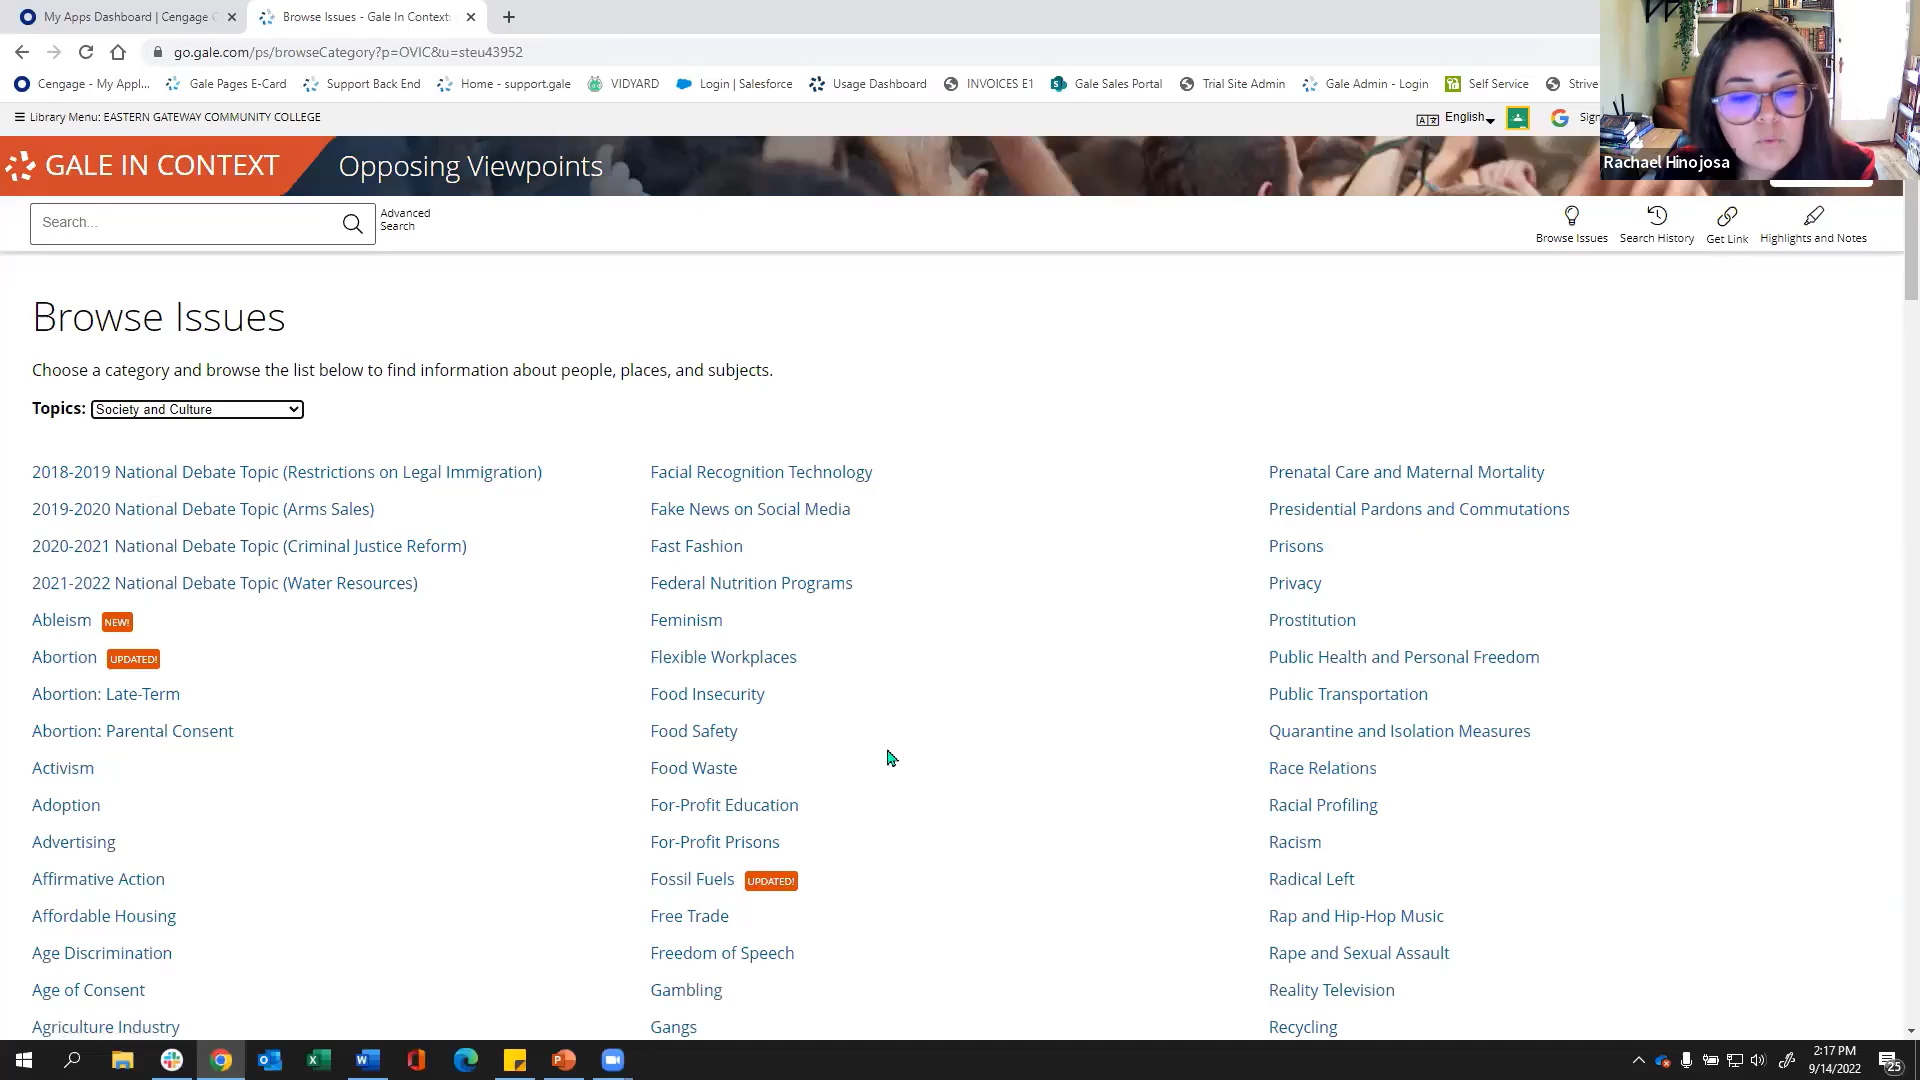 My Apps Dashboard | Cengage
Browse Issues - Gale In Context
go.gale.com/ps/browseCategory?p=OVIC&u=steu43952
Cengage - My Appl...
Gale Pages E-Card
Support Back End
Home - support.gale
VIDYARD
Login | Salesforce
Usage Dashboard
INVOICES E1
Gale Sales Portal
Trial Site Admin
Gale Admin - Login
Self Service
Strive
Library Menu: EASTERN GATEWAY COMMUNITY COLLEGE
English
Rachael Hinojosa
GALE IN CONTEXT
Opposing Viewpoints
Search...
Advanced
Search
Browse Issues
Search History
Get Link
Highlights and Notes
Browse Issues
Choose a category and browse the list below to find information about people, places, and subjects.
Topics: Society and Culture
2018-2019 National Debate Topic (Restrictions on Legal Immigration)
2019-2020 National Debate Topic (Arms Sales)
2020-2021 National Debate Topic (Criminal Justice Reform)
2021-2022 National Debate Topic (Water Resources)
Ableism NEW!
Abortion UPDATED!
Abortion: Late-Term
Abortion: Parental Consent
Activism
Adoption
Advertising
Affirmative Action
Affordable Housing
Age Discrimination
Age of Consent
Agriculture Industry
Facial Recognition Technology
Fake News on Social Media
Fast Fashion
Federal Nutrition Programs
Feminism
Flexible Workplaces
Food Insecurity
Food Safety
Food Waste
For-Profit Education
For-Profit Prisons
Fossil Fuels UPDATED!
Free Trade
Freedom of Speech
Gambling
Gangs
Prenatal Care and Maternal Mortality
Presidential Pardons and Commutations
Prisons
Privacy
Prostitution
Public Health and Personal Freedom
Public Transportation
Quarantine and Isolation Measures
Race Relations
Racial Profiling
Racism
Radical Left
Rap and Hip-Hop Music
Rape and Sexual Assault
Reality Television
Recycling
2:17 PM
9/14/2022
25